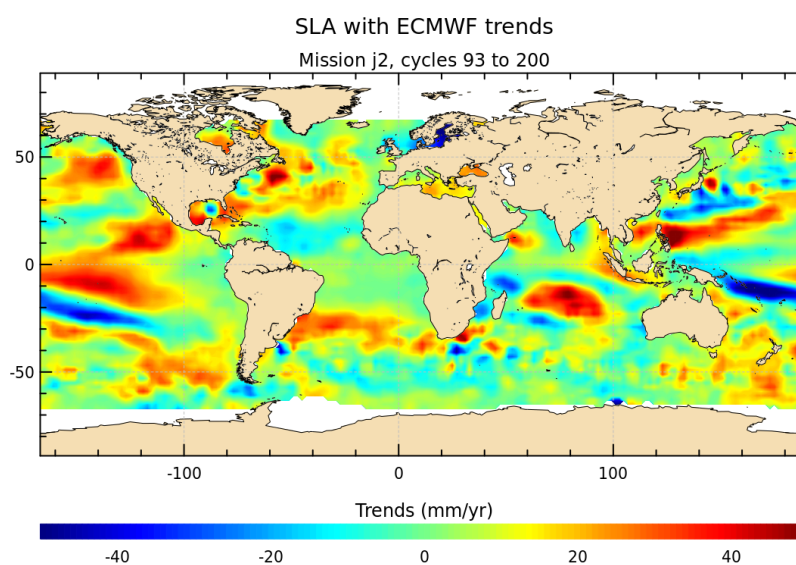 SLA with ECMWF trends
Mission j2, cycles 93 to 200
50
0
-50
-100 0 100
Trends (mm/yr)
-40 -20 0 20 40